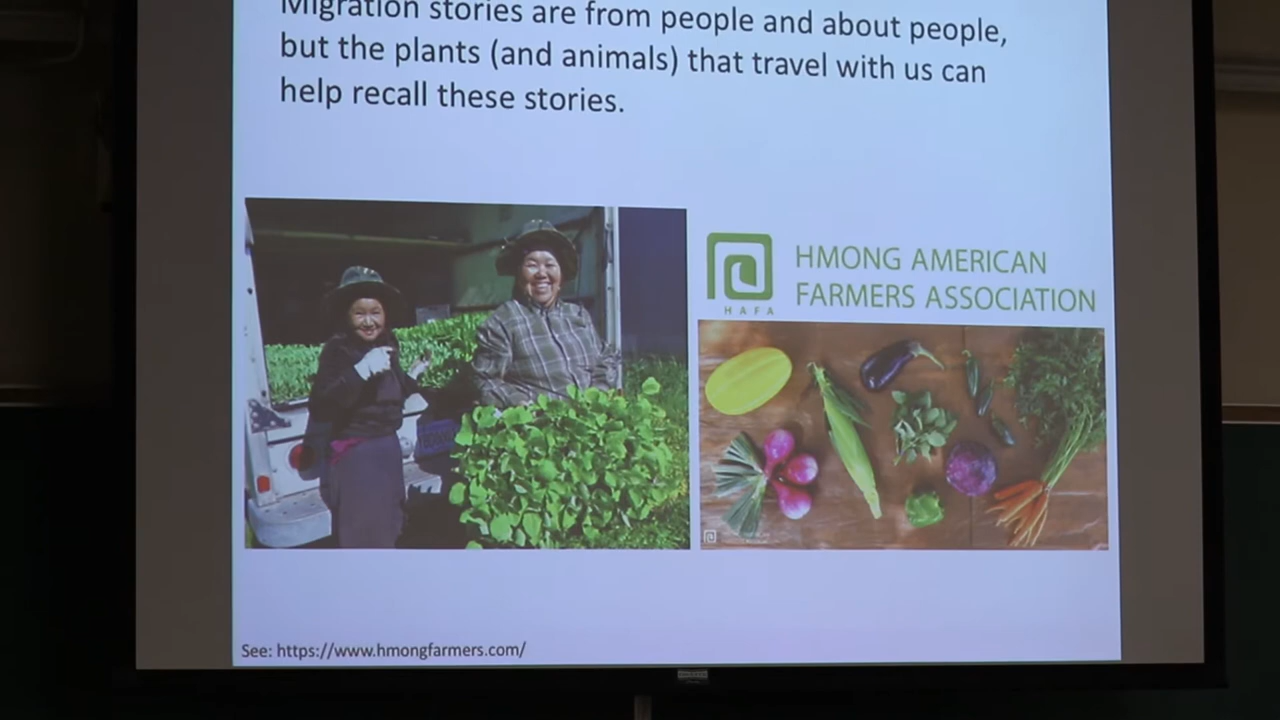 Migration stories are from people and about people,
but the plants (and animals) that travel with us can
help recall these stories.
HMONG AMERICAN
FARMERS ASSOCIATION
HAFA
See: https://www.hmongfarmers.com/